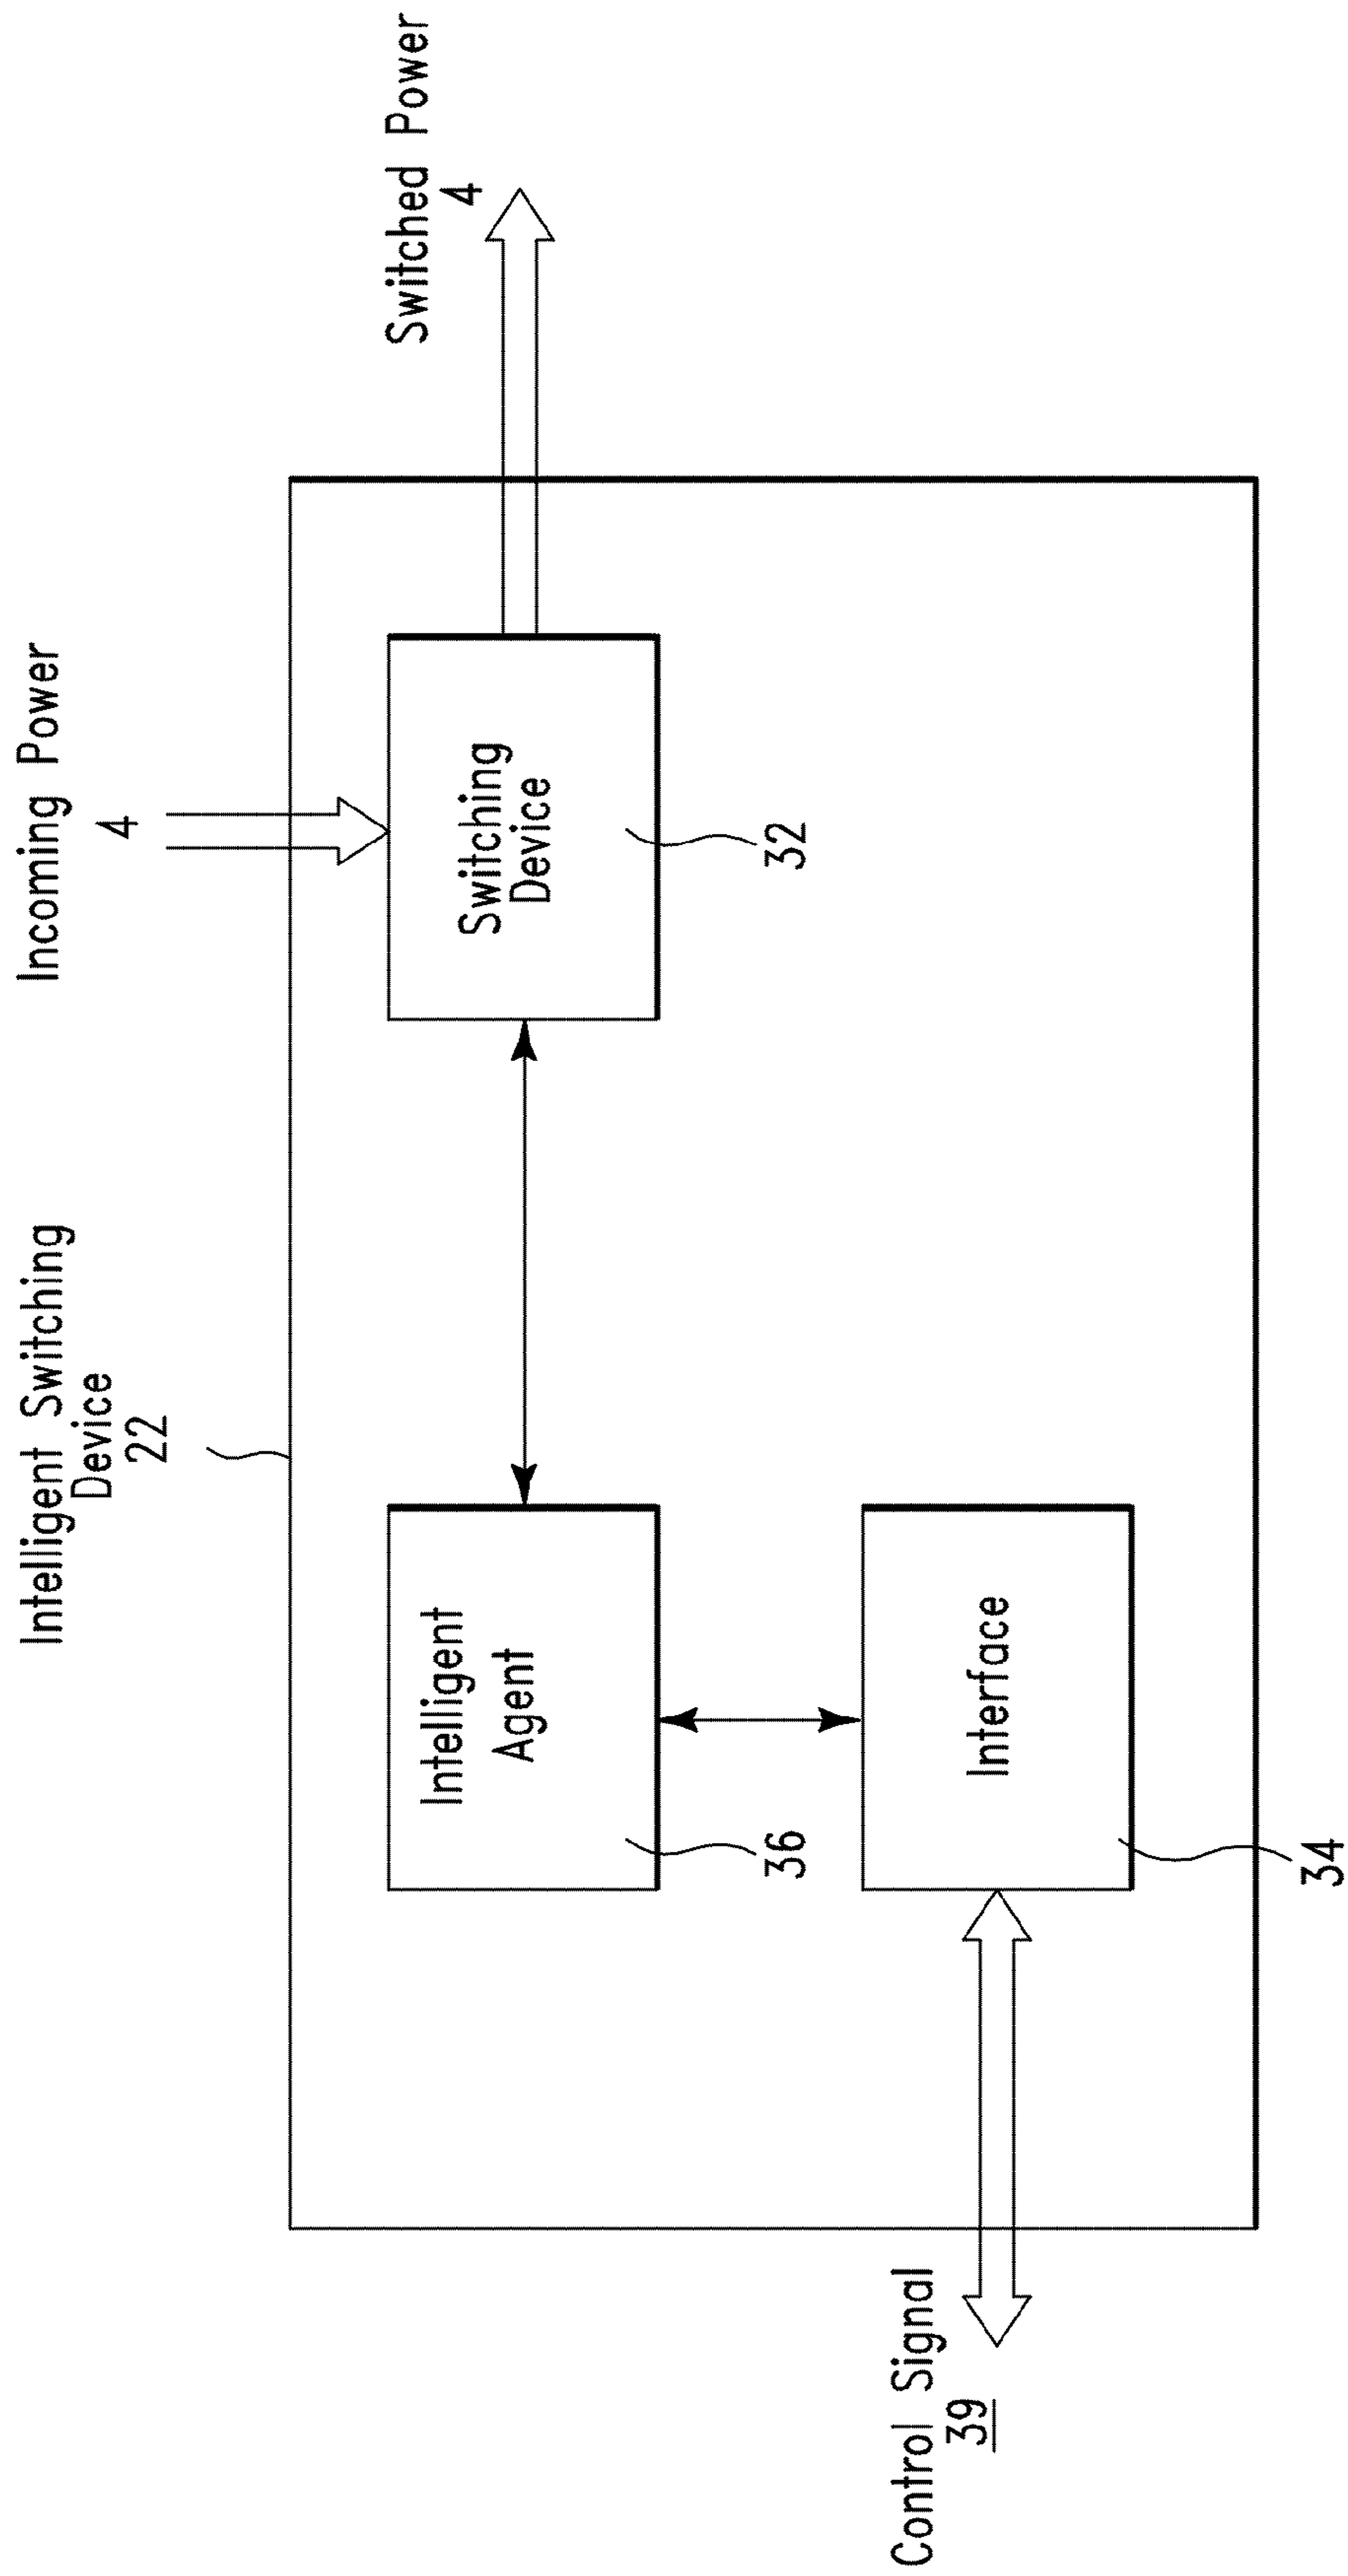 Intelligent Switching
Device
22
Incoming Power
4
Switched Power
4
Intelligent
Agent
Switching
Device
36
32
Control Signal
39
Interface
34